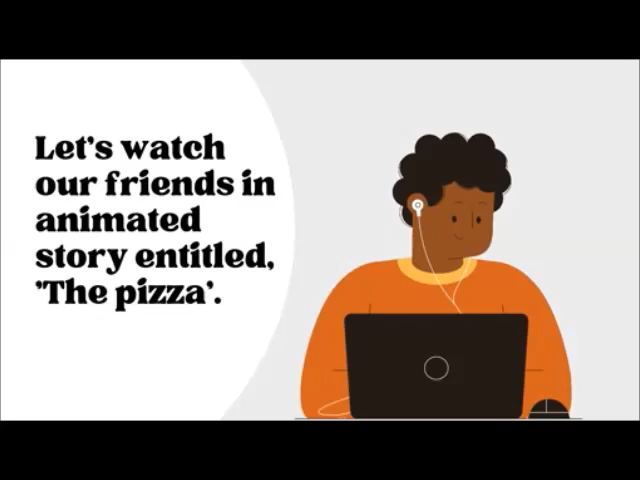 Let's watch
our friends in
animated
story entitled,
'The pizza'.